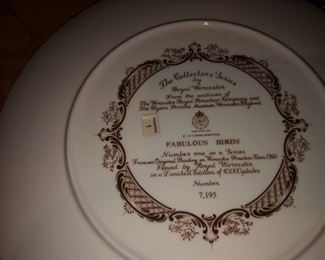 The Collectors Series
by
Royal Worcester
From the archives of
The Worcester Royal Porcelain Company and
The Dyson Perrins Museum, Worcester, England
FABULOUS BIRDS
Number one in a Series
From an Original Painting on Worcester Porcelain Circa 1760
Issued by Royal Worcester
in a Limited Edition of 10,000 plates
Number
7,195